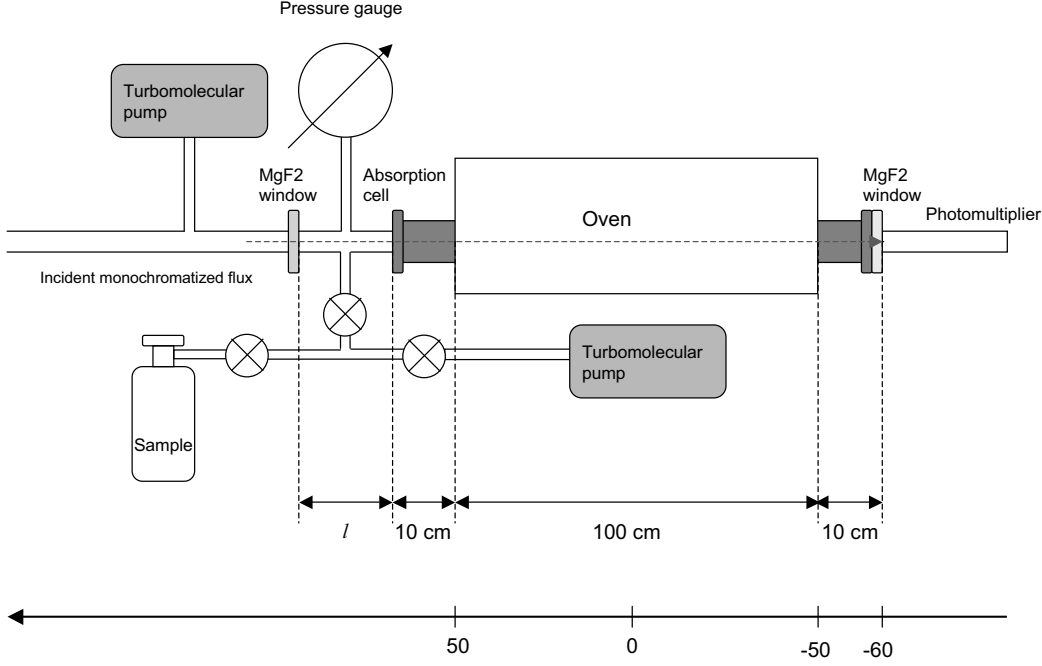 Pressure gauge
Turbomolecular
pump
MgF2
window
Absorption
cell
MgF2
window
Oven
Photomultiplier
Incident monochromatized flux
Turbomolecular
pump
Sample
l
10 cm
100 cm
10 cm
50
0
-50
-60